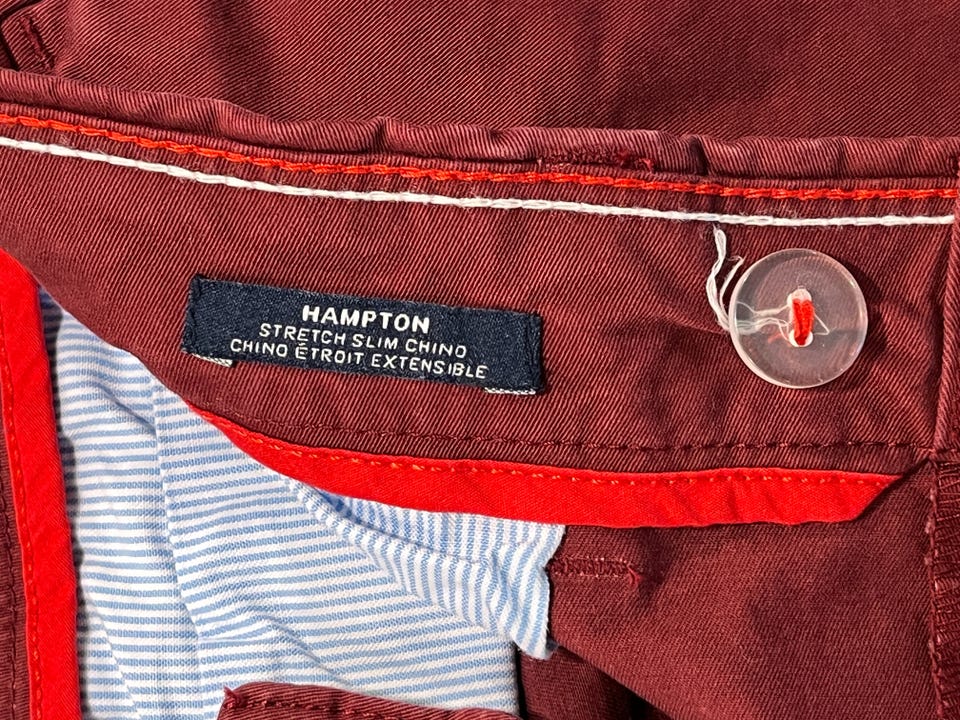 HAMPTON
STRETCH SLIM CHINO
CHINO ÉTROIT EXTENSIBLE